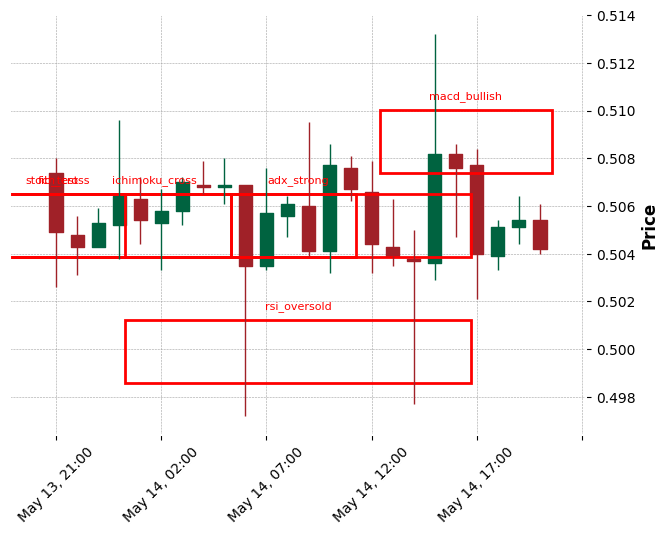 0.514
0.512
0.510
0.508
0.506
0.504
0.502
0.500
0.498
Price
macd_bullish
ichimoku_cross
adx_strong
rsi_oversold
May 13, 21:00
May 14, 02:00
May 14, 07:00
May 14, 12:00
May 14, 17:00